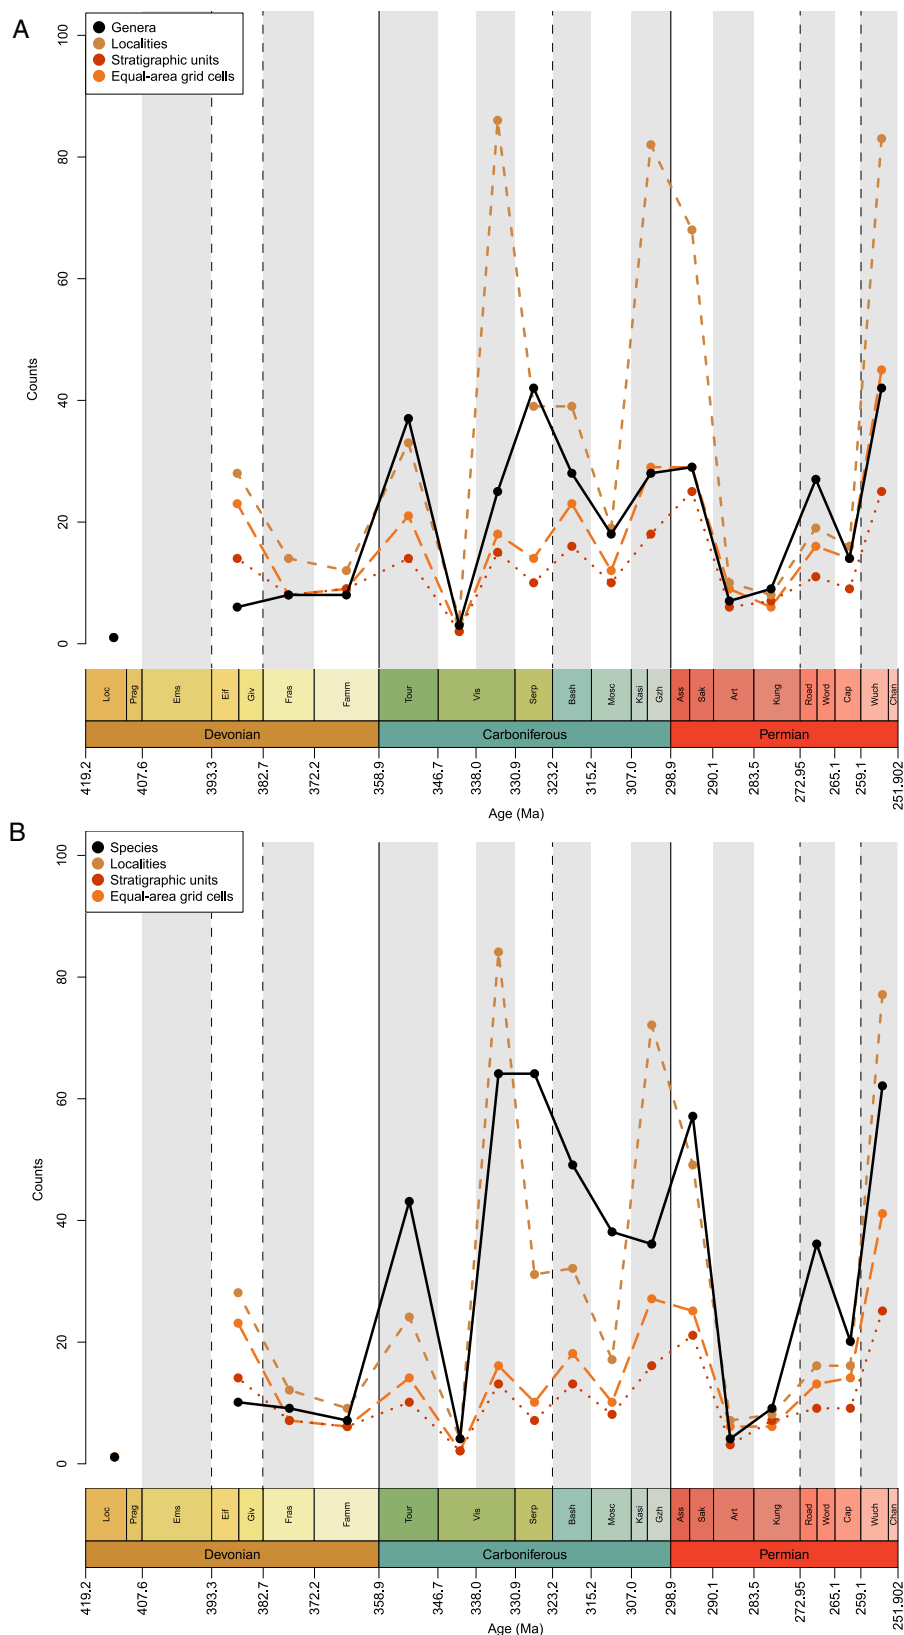 A
Genera
Localities
Stratigraphic units
Equal-area grid cells
100
80
60
40
20
0
Counts
Loc Prag Ems Eif Giv Fras Famm Tour Vis Serp Bash Mosc Kasi Gzh Ass Sak Art Kung Road Word Cap Wuch Chan
Devonian Carboniferous Permian
419.2 407.6 393.3 382.7 372.2 358.9 346.7 338.0 330.9 323.2 315.2 307.0 298.9 290.1 283.5 272.95 265.1 259.1 251.902
Age (Ma)
B
Species
Localities
Stratigraphic units
Equal-area grid cells
100
80
60
40
20
0
Counts
Loc Prag Ems Eif Giv Fras Famm Tour Vis Serp Bash Mosc Kasi Gzh Ass Sak Art Kung Road Word Cap Wuch Chan
Devonian Carboniferous Permian
419.2 407.6 393.3 382.7 372.2 358.9 346.7 338.0 330.9 323.2 315.2 307.0 298.9 290.1 283.5 272.95 265.1 259.1 251.902
Age (Ma)